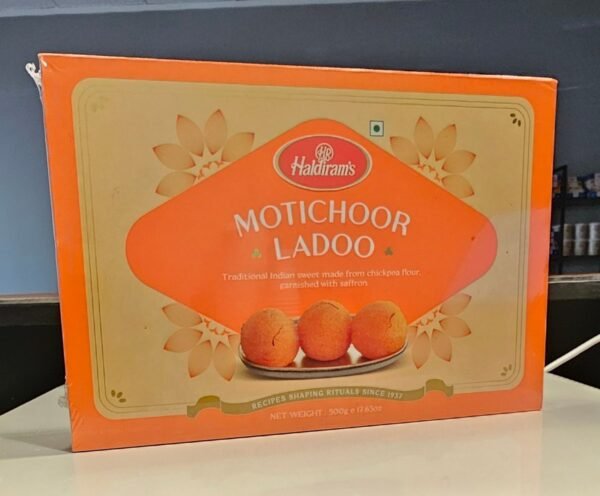 HR
Haldiram's
MOTICHOOR
LADOO
Traditional Indian sweet made from chickpea flour,
garnished with saffron
RECIPES SHAPING RITUALS SINCE 1937
NET WEIGHT : 500g e 17.63oz